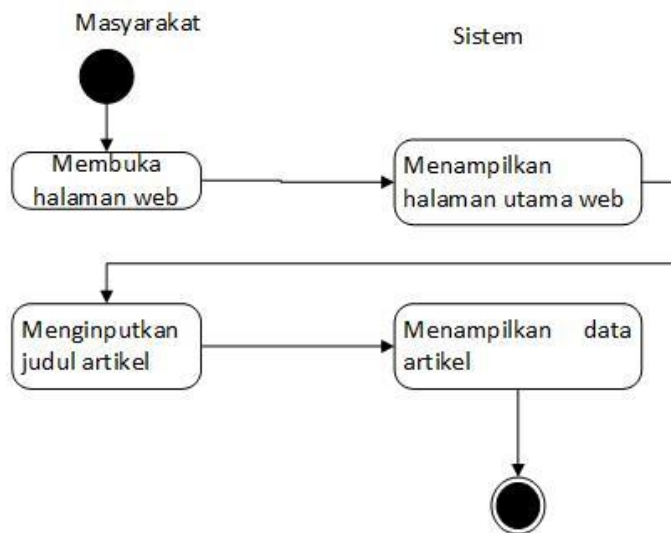 Masyarakat
Sistem
Membuka
halaman web
Menampilkan
halaman utama web
Menginputkan
judul artikel
Menampilkan data
artikel